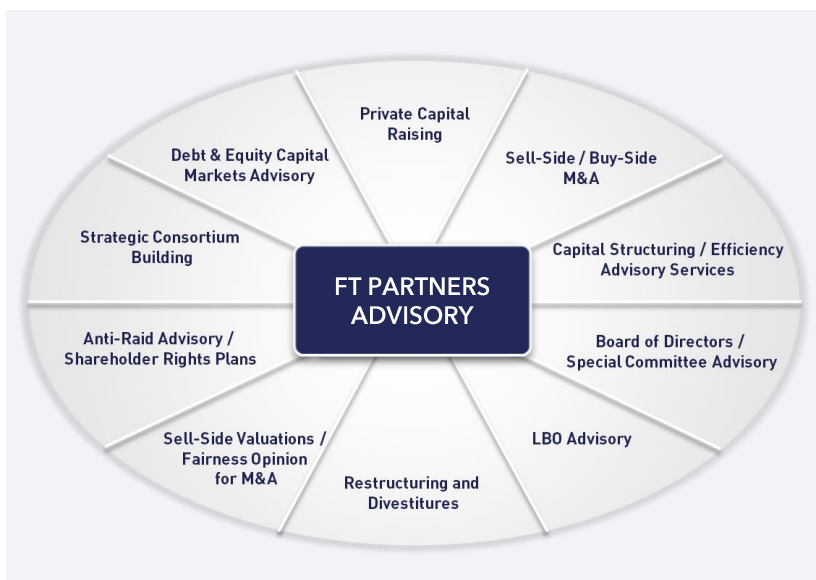 Private Capital
Raising
Debt & Equity Capital
Markets Advisory
Sell-Side / Buy-Side
M&A
Strategic Consortium
Building
Capital Structuring / Efficiency
Advisory Services
FT PARTNERS
ADVISORY
Anti-Raid Advisory /
Shareholder Rights Plans
Board of Directors /
Special Committee Advisory
Sell-Side Valuations /
Fairness Opinion
for M&A
LBO Advisory
Restructuring and
Divestitures